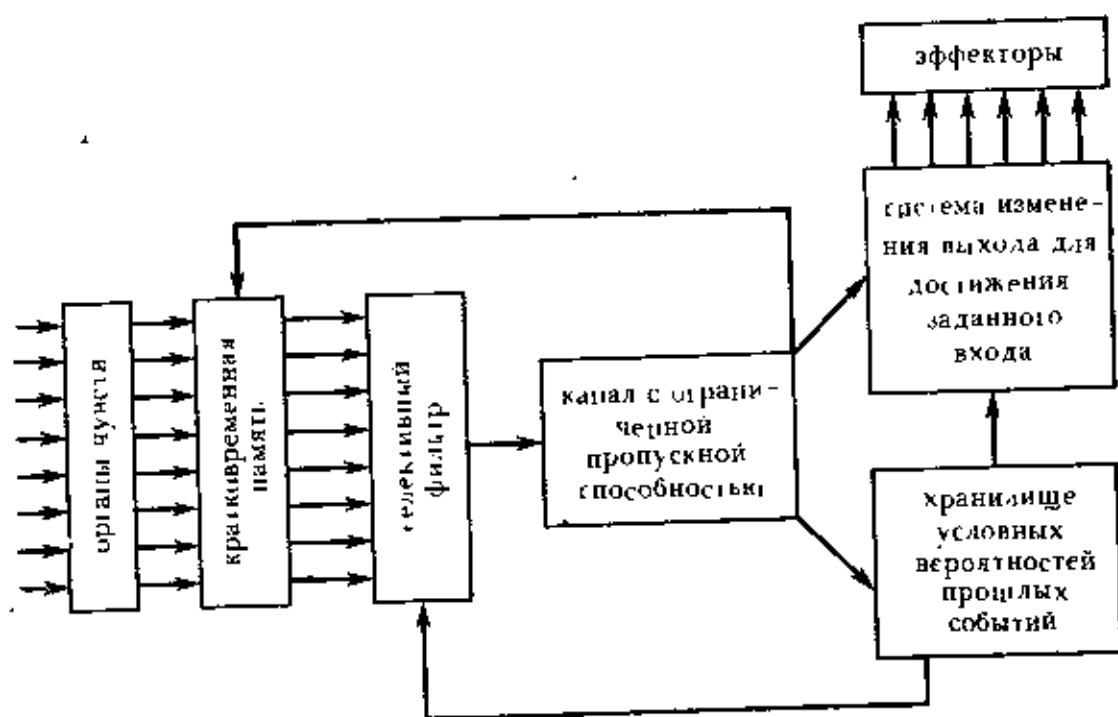 эффекторы
система измене-
ния выхода для
достижения
заданного
входа
органы чувств
кратковременная
память
селективный
фильтр
канал с ограни-
ченной
пропускной
способностью
хранилище
условных
вероятностей
прошлых
событий